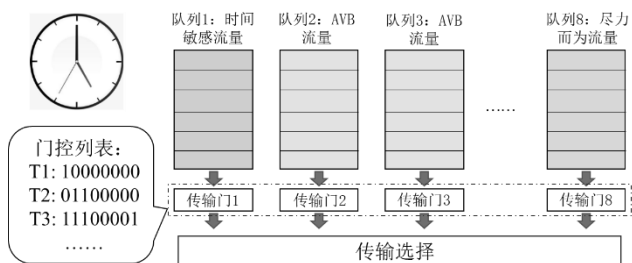 队列1：时间
敏感流量
队列2：AVB
流量
队列3：AVB
流量
队列8：尽力
而为流量
……
门控列表：
T1: 10000000
T2: 01100000
T3: 11100001
……
传输门1
传输门2
传输门3
传输门8
传输选择